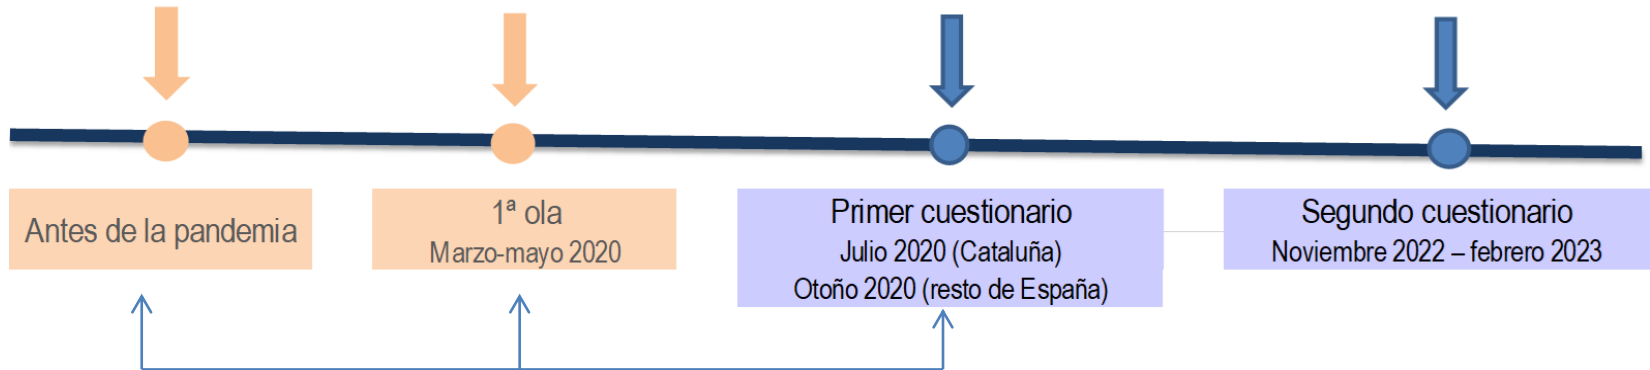 Antes de la pandemia
1ª ola
Marzo-mayo 2020
Primer cuestionario
Julio 2020 (Cataluña)
Otoño 2020 (resto de España)
Segundo cuestionario
Noviembre 2022 – febrero 2023